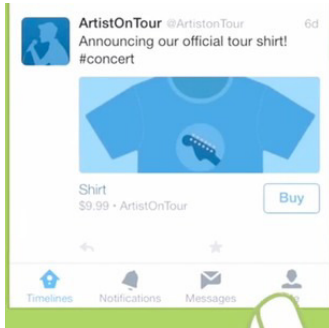 ArtistOnTour @ArtistonTour 6d
Announcing our official tour shirt!
#concert
Shirt
$9.99 • ArtistOnTour
Buy
Timelines Notifications Messages